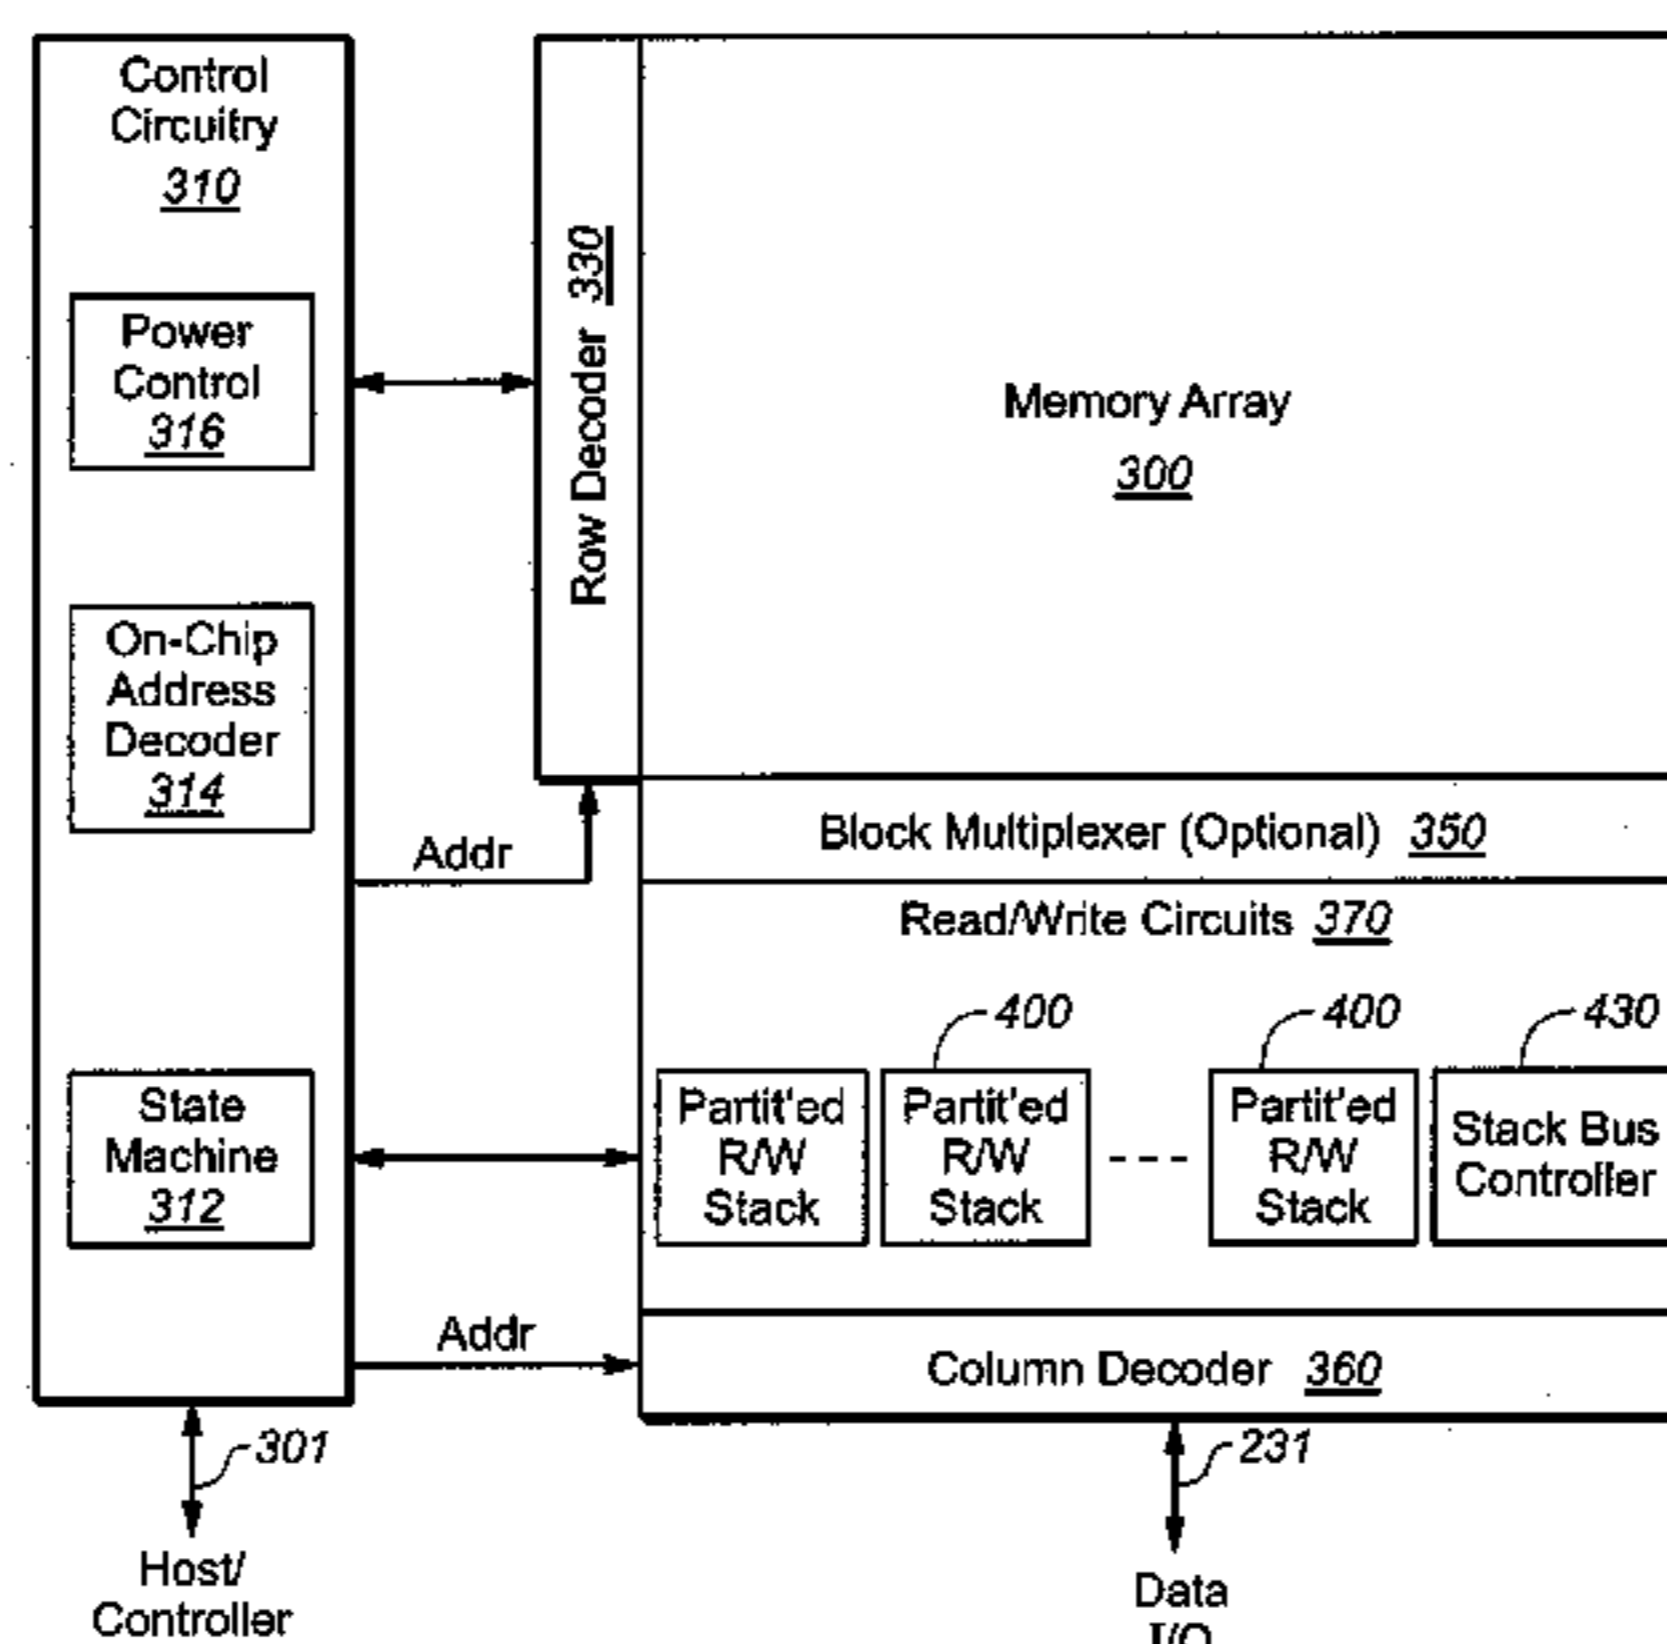 Control
Circuitry
310
Power
Control
316
On-Chip
Address
Decoder
314
State
Machine
312
Row Decoder 330
Memory Array
300
Addr
Block Multiplexer (Optional) 350
Read/Write Circuits 370
400
400
430
Partit'ed
R/W
Stack
Partit'ed
R/W
Stack
- - -
Partit'ed
R/W
Stack
Stack Bus
Controller
Addr
Column Decoder 360
301
231
Host/
Controller
Data
I/O